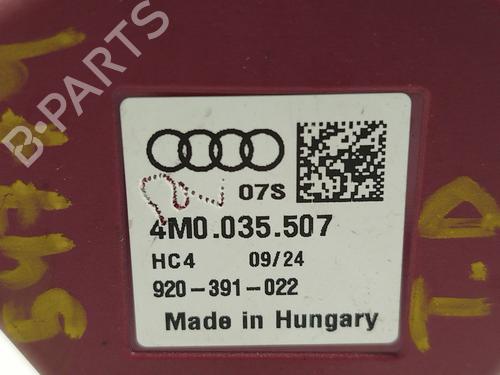 B-PARTS
07S
4M0.035.507
HC4 09/24
920-391-022
Made in Hungary
T.D